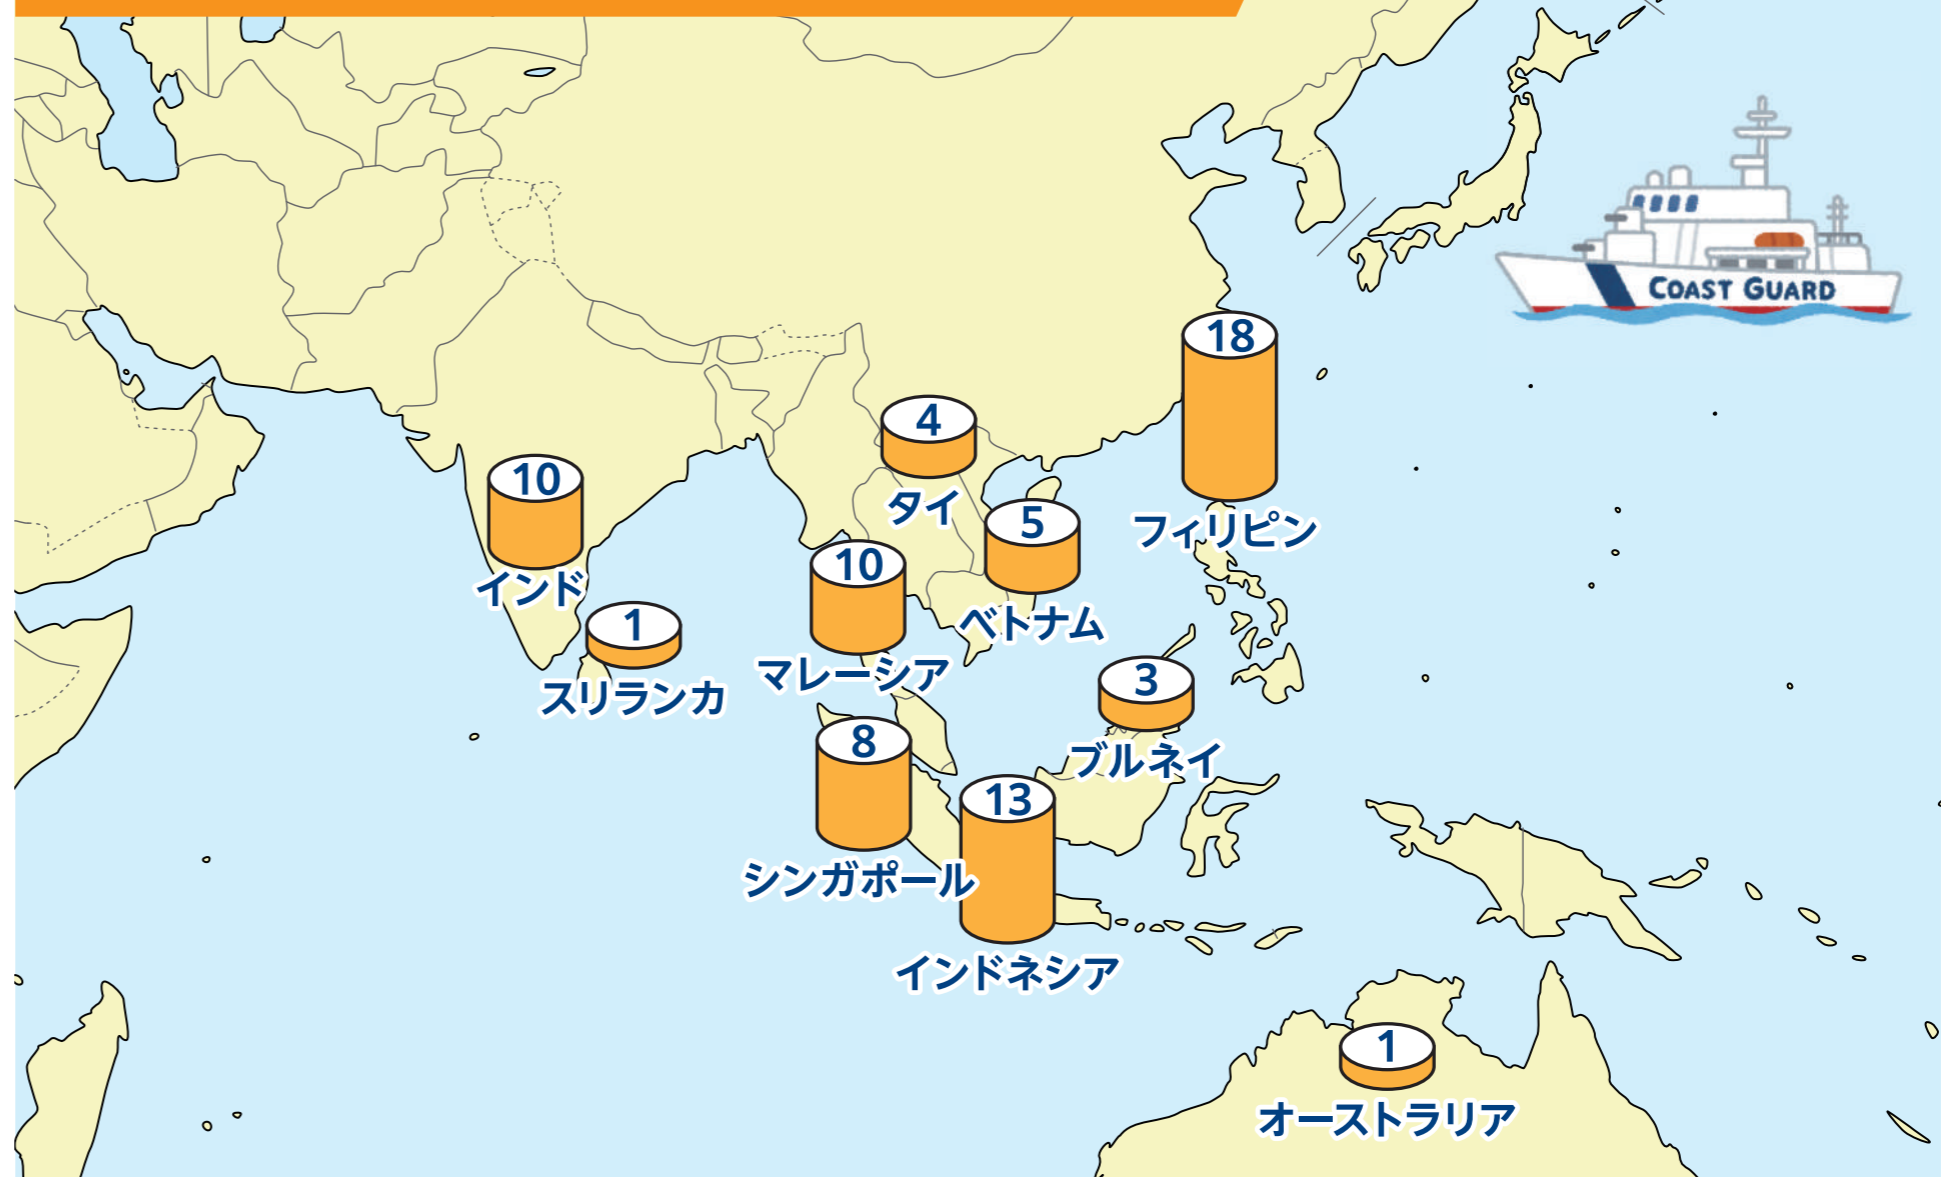 COAST GUARD
18
フィリピン
4
タイ
10
インド
5
ベトナム
10
マレーシア
1
スリランカ
3
ブルネイ
8
シンガポール
13
インドネシア
1
オーストラリア